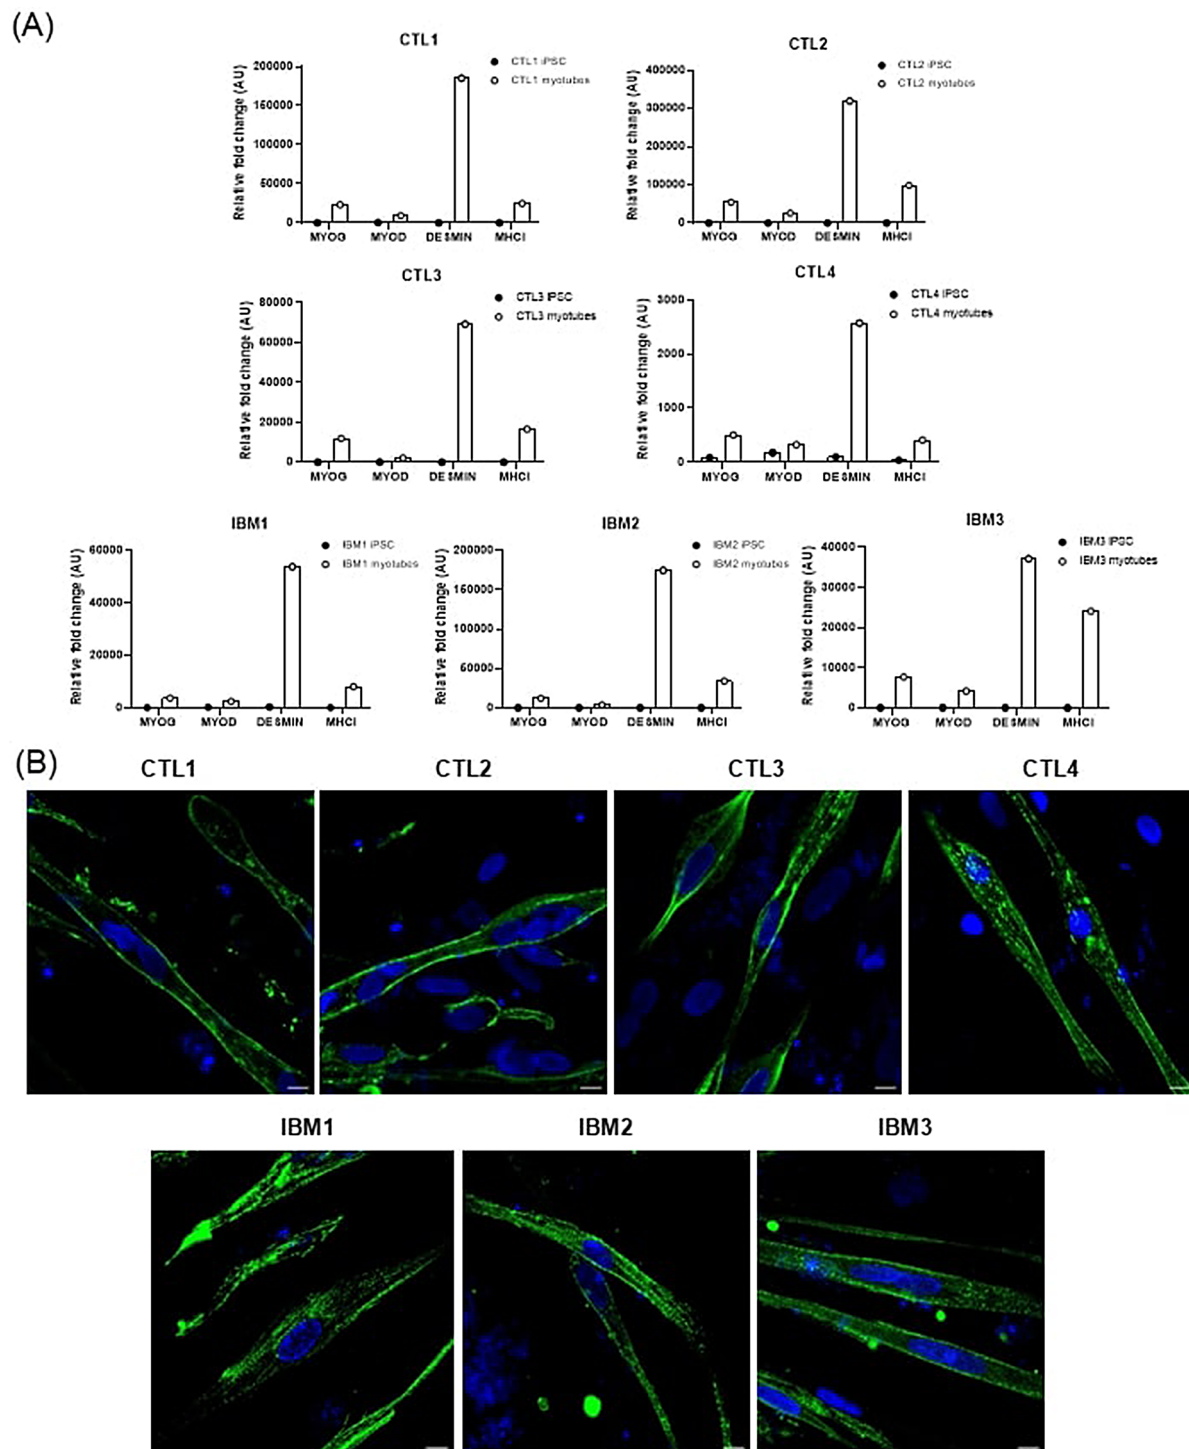 (A)
CTL1
Relative fold change (AU)
200000
150000
100000
50000
0
MYOG MYOD DESMIN MHCI
CTL1 iPSC
CTL1 myotubes
CTL2
Relative fold change (AU)
400000
300000
200000
100000
0
MYOG MYOD DESMIN MHCI
CTL2 iPSC
CTL2 myotubes
CTL3
Relative fold change (AU)
80000
60000
40000
20000
0
MYOG MYOD DESMIN MHCI
CTL3 iPSC
CTL3 myotubes
CTL4
Relative fold change (AU)
3000
2000
1000
0
MYOG MYOD DESMIN MHCI
CTL4 iPSC
CTL4 myotubes
IBM1
Relative fold change (AU)
60000
40000
20000
0
MYOG MYOD DESMIN MHCI
IBM1 iPSC
IBM1 myotubes
IBM2
Relative fold change (AU)
200000
160000
100000
60000
0
MYOG MYOD DESMIN MHCI
IBM2 iPSC
IBM2 myotubes
IBM3
Relative fold change (AU)
40000
30000
20000
10000
0
MYOG MYOD DESMIN MHCI
IBM3 iPSC
IBM3 myotubes
(B)
CTL1 CTL2 CTL3 CTL4
IBM1 IBM2 IBM3